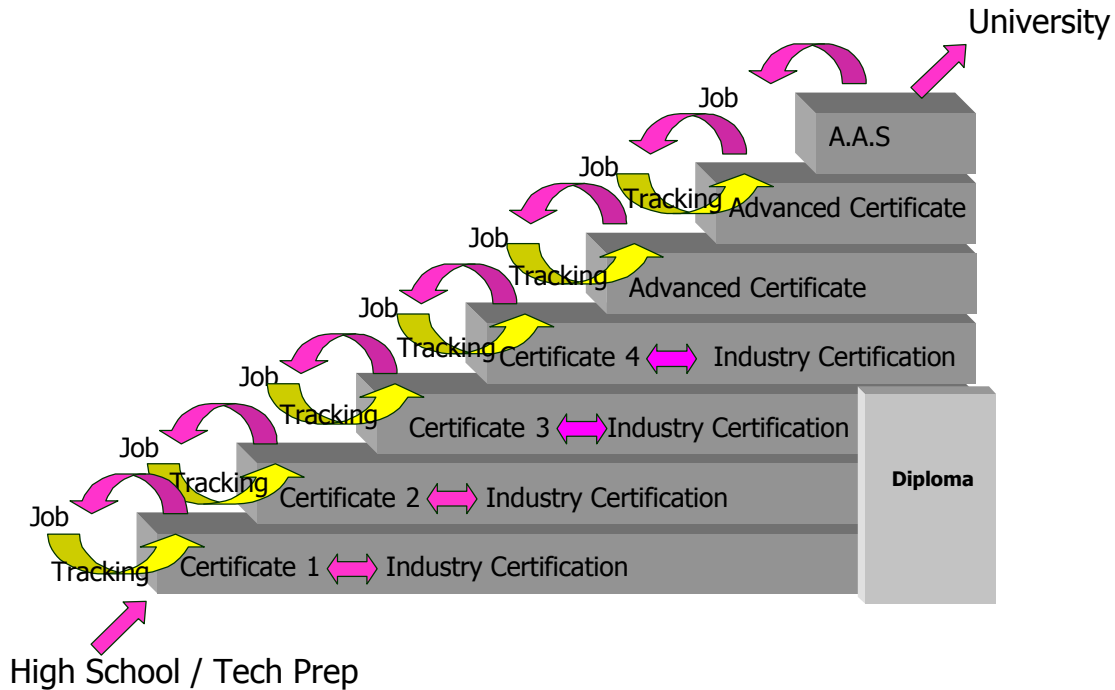 University
Job
A.A.S
Job
Tracking
Advanced Certificate
Job
Tracking
Advanced Certificate
Job
Tracking
Certificate 4
Industry Certification
Job
Tracking
Certificate 3
Industry Certification
Job
Tracking
Certificate 2
Industry Certification
Diploma
Job
Tracking
Certificate 1
Industry Certification
High School / Tech Prep